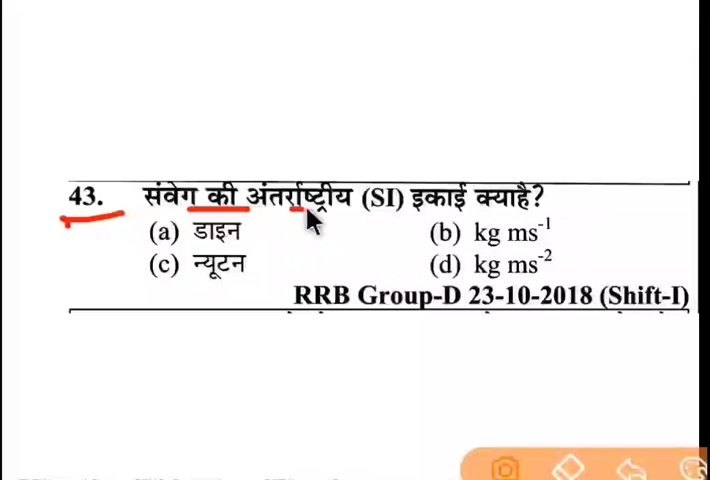 43. संवेग की अंतर्राष्ट्रीय (SI) इकाई क्याहै?
(a) डाइन (b) kg ms⁻¹
(c) न्यूटन (d) kg ms⁻²
RRB Group-D 23-10-2018 (Shift-I)